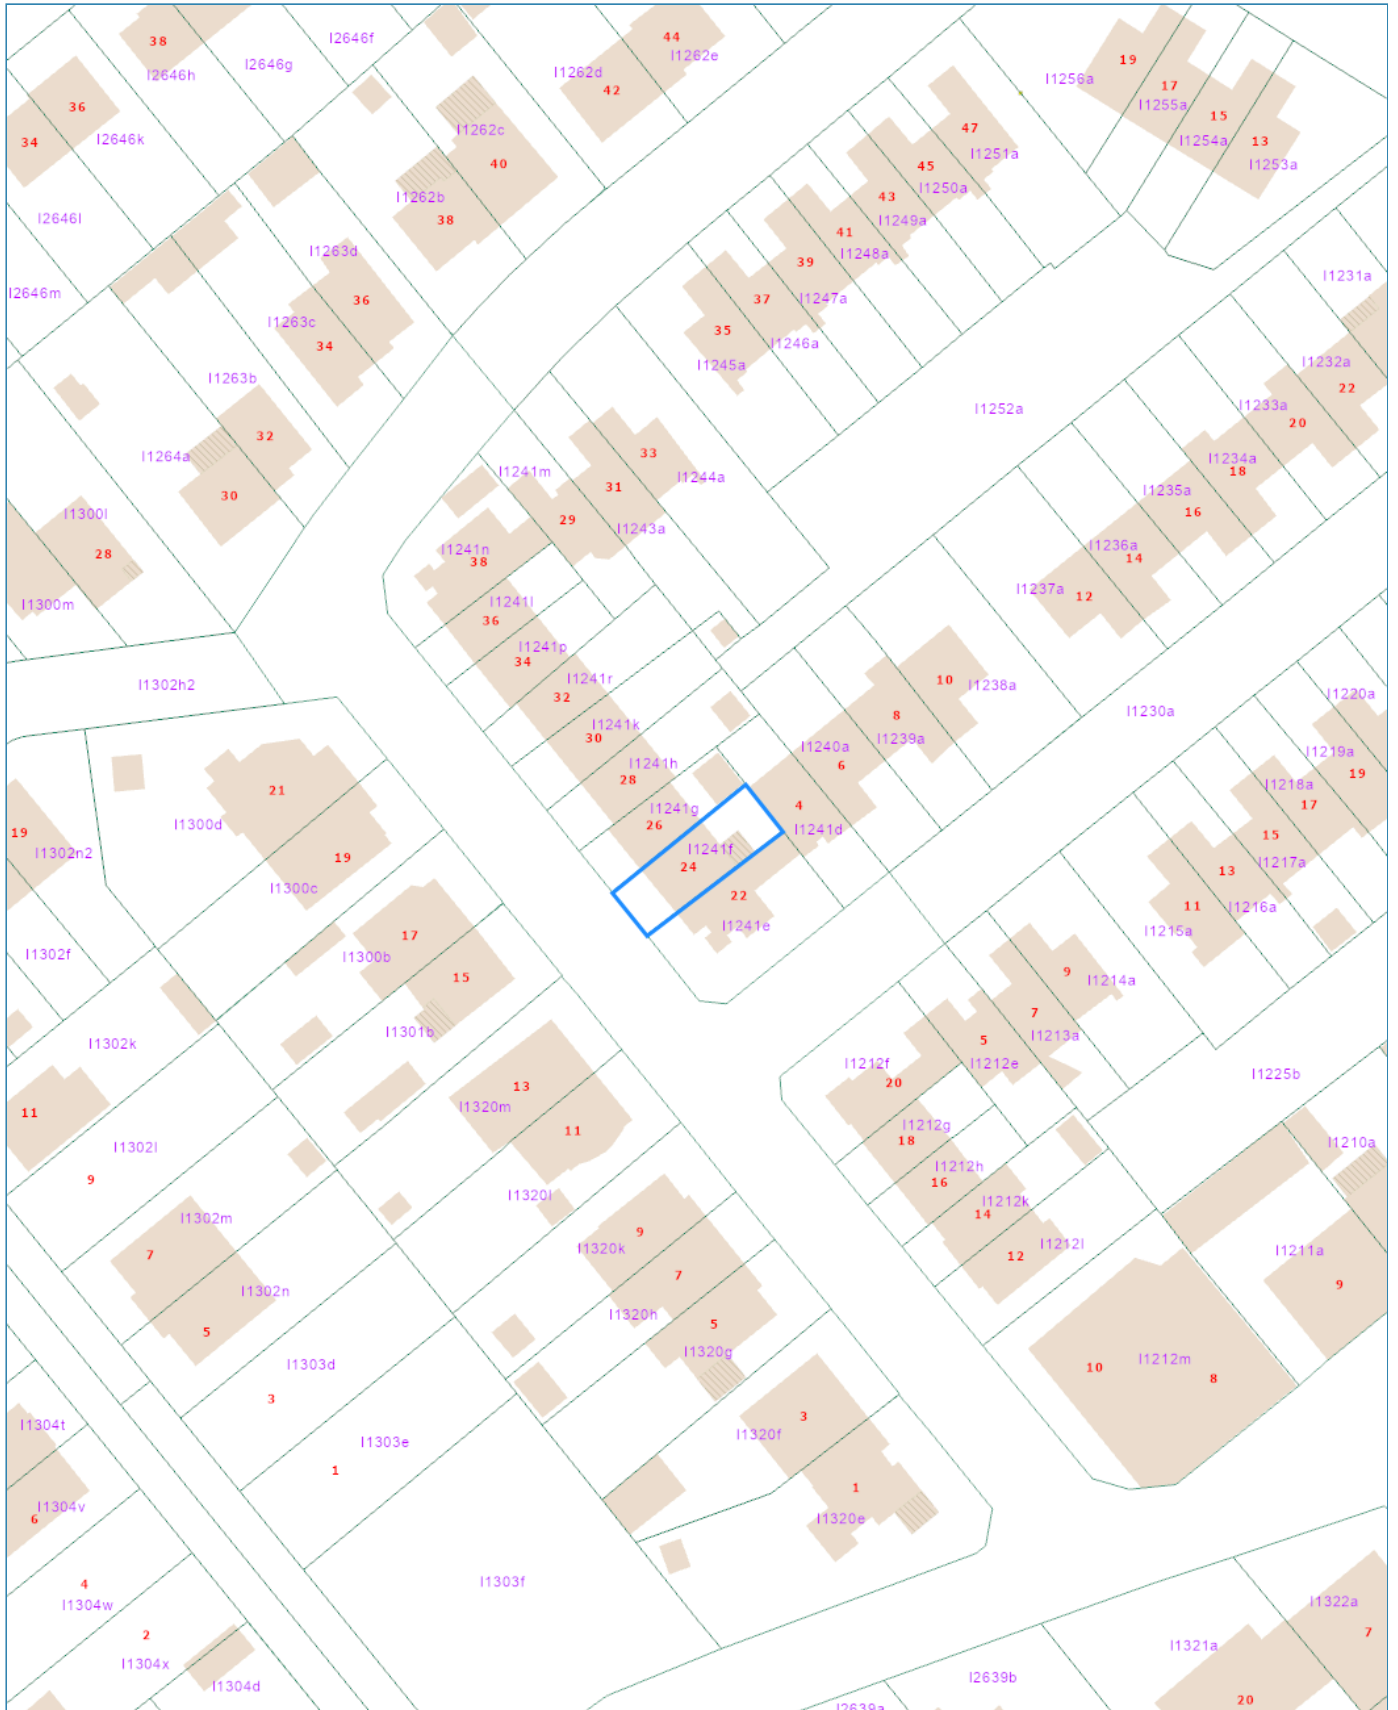 I2646f
44
38
I1262e
I2646g
19
I2646h
I1262d
I1256a
17
42
I1255a
36
15
47
I1262c
I1254a
I2646k
13
34
I1251a
40
45
I1253a
I1250a
I1262b
43
I2646l
38
I1249a
41
I1263d
I1248a
39
I1231a
I2646m
I1247a
37
36
I1263c
35
I1246a
34
I1232a
I1245a
I1263b
22
I1233a
I1252a
20
32
33
I1264a
I1234a
I1241m
18
I1244a
31
I1235a
30
16
I1300l
29
I1243a
I1236a
I1241n
28
14
38
I1237a
12
I1241l
I1300m
36
I1241p
34
I1241r
10
I1302h2
I1238a
I1220a
32
I1230a
8
I1241k
30
I1239a
I1240a
I1219a
I1241h
6
19
28
I1218a
21
4
17
I1241g
I1300d
26
I1241d
19
15
I1302n2
I1241f
19
I1217a
24
13
I1300c
22
11
I1216a
I1241e
I1215a
17
I1302f
I1300b
9
15
I1214a
7
I1301b
I1213a
5
I1302k
I1212f
I1212e
I1225b
20
13
I1320m
11
I1212g
11
18
I1210a
I1302l
I1212h
9
16
I1320l
I1212k
14
I1302m
9
I1212l
I1320k
7
12
I1211a
7
9
I1302n
I1320h
5
5
I1320g
I1212m
I1303d
10
8
3
3
I1304t
I1320f
I1303e
1
1
I1304v
6
I1320e
I1303f
4
I1304w
I1322a
2
7
I1321a
I1304x
I2639b
I1304d
20
I2639a